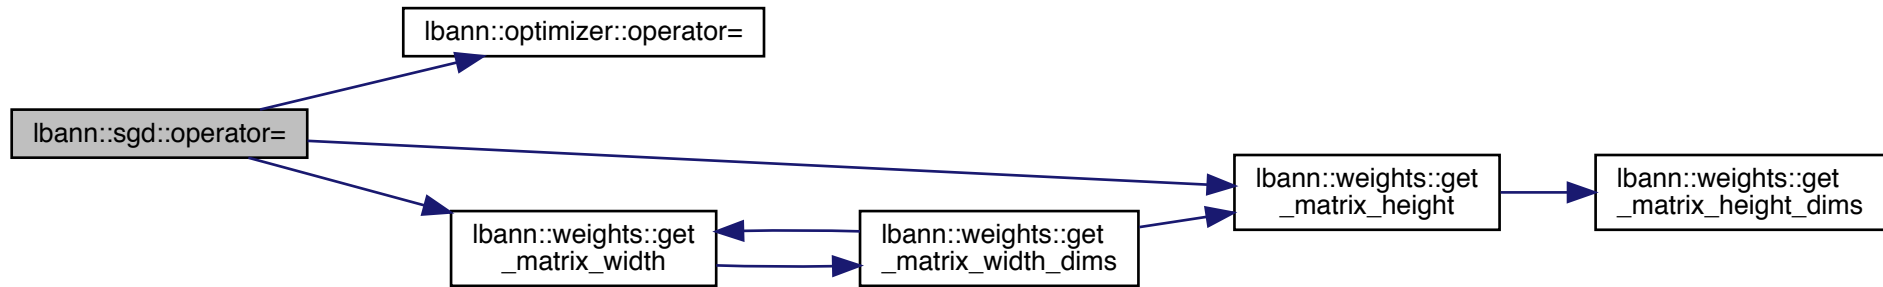 lbann::optimizer::operator=
lbann::sgd::operator=
lbann::weights::get
_matrix_height
lbann::weights::get
_matrix_height_dims
lbann::weights::get
_matrix_width
lbann::weights::get
_matrix_width_dims